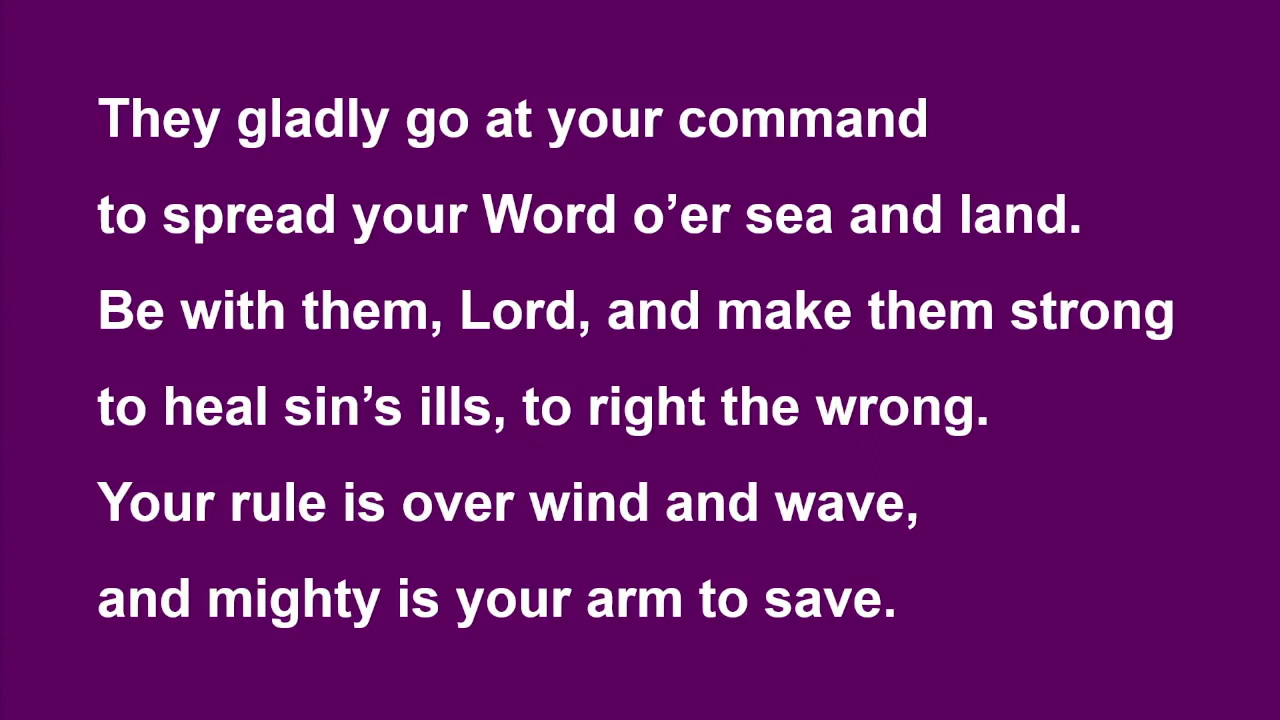 They gladly go at your command
to spread your Word o’er sea and land.
Be with them, Lord, and make them strong
to heal sin’s ills, to right the wrong.
Your rule is over wind and wave,
and mighty is your arm to save.